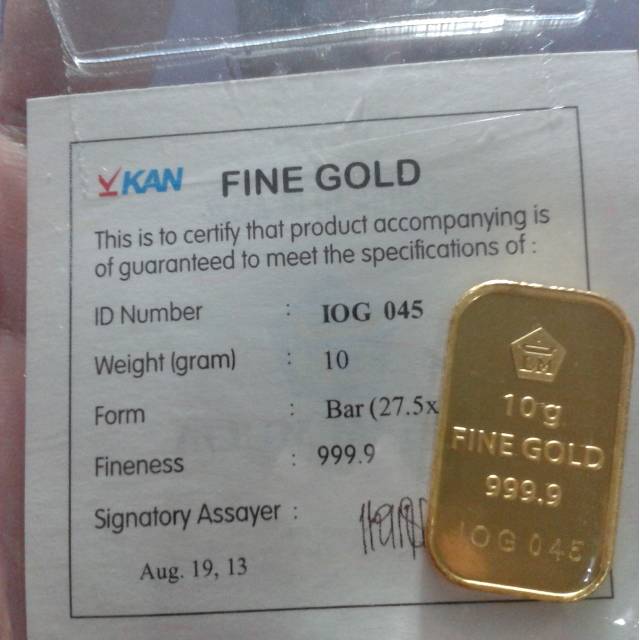 KAN FINE GOLD
This is to certify that product accompanying is
of guaranteed to meet the specifications of :
ID Number : IOG 045
Weight (gram) : 10
Form : Bar (27.5x
Fineness : 999.9
Signatory Assayer :
Aug. 19, 13
LM
10 g
FINE GOLD
999.9
IOG 045